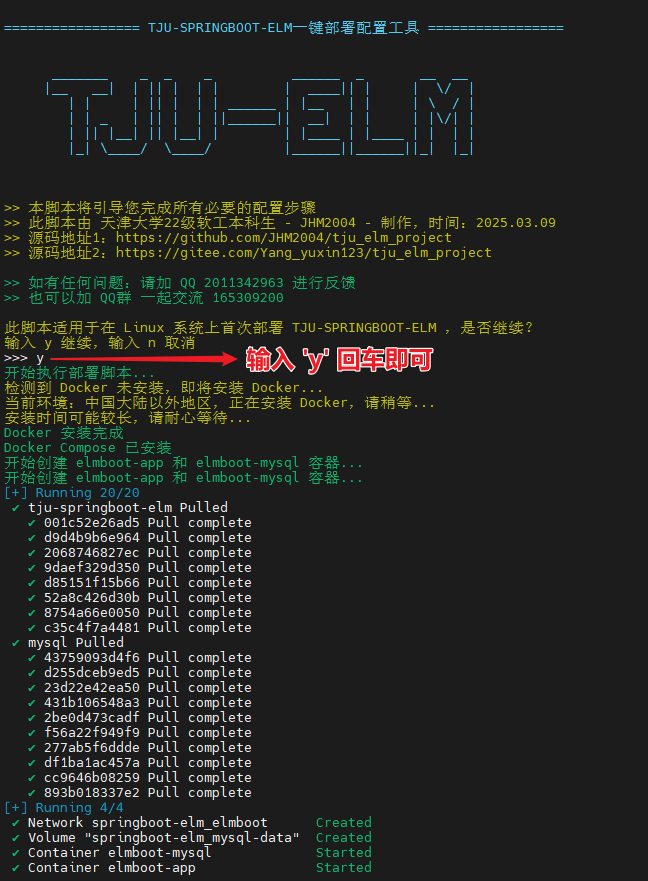 ================= TJU-SPRINGBOOT-ELM一键部署配置工具 =================
TJU-ELM
>> 本脚本将引导您完成所有必要的配置步骤
>> 此脚本由 天津大学22级软工本科生 - JHM2004 - 制作，时间：2025.03.09
>> 源码地址1：https://github.com/JHM2004/tju_elm_project
>> 源码地址2：https://gitee.com/Yang_yuxin123/tju_elm_project
>> 如有任何问题：请加 QQ 2011342963 进行反馈
>> 也可以加 QQ群 一起交流 165309200
此脚本适用于在 Linux 系统上首次部署 TJU-SPRINGBOOT-ELM ，是否继续？
输入 y 继续，输入 n 取消
>>> y
输入 'y' 回车即可
开始执行部署脚本...
检测到 Docker 未安装，即将安装 Docker...
当前环境：中国大陆以外地区，正在安装 Docker，请稍等...
安装时间可能较长，请耐心等待...
Docker 安装完成
Docker Compose 已安装
开始创建 elmboot-app 和 elmboot-mysql 容器...
开始创建 elmboot-app 和 elmboot-mysql 容器...
[+] Running 20/20
✔ tju-springboot-elm Pulled
✔ 001c52e26ad5 Pull complete
✔ d9d4b9b6e964 Pull complete
✔ 2068746827ec Pull complete
✔ 9daef329d350 Pull complete
✔ d85151f15b66 Pull complete
✔ 52a8c426d30b Pull complete
✔ 8754a66e0050 Pull complete
✔ c35c4f7a4481 Pull complete
✔ mysql Pulled
✔ 43759093d4f6 Pull complete
✔ d255dceb9ed5 Pull complete
✔ 23d22e42ea50 Pull complete
✔ 431b106548a3 Pull complete
✔ 2be0d473cadf Pull complete
✔ f56a22f949f9 Pull complete
✔ 277ab5f6ddde Pull complete
✔ df1ba1ac457a Pull complete
✔ cc9646b08259 Pull complete
✔ 893b018337e2 Pull complete
[+] Running 4/4
✔ Network springboot-elm_elmboot Created
✔ Volume "springboot-elm_mysql-data" Created
✔ Container elmboot-mysql Started
✔ Container elmboot-app Started